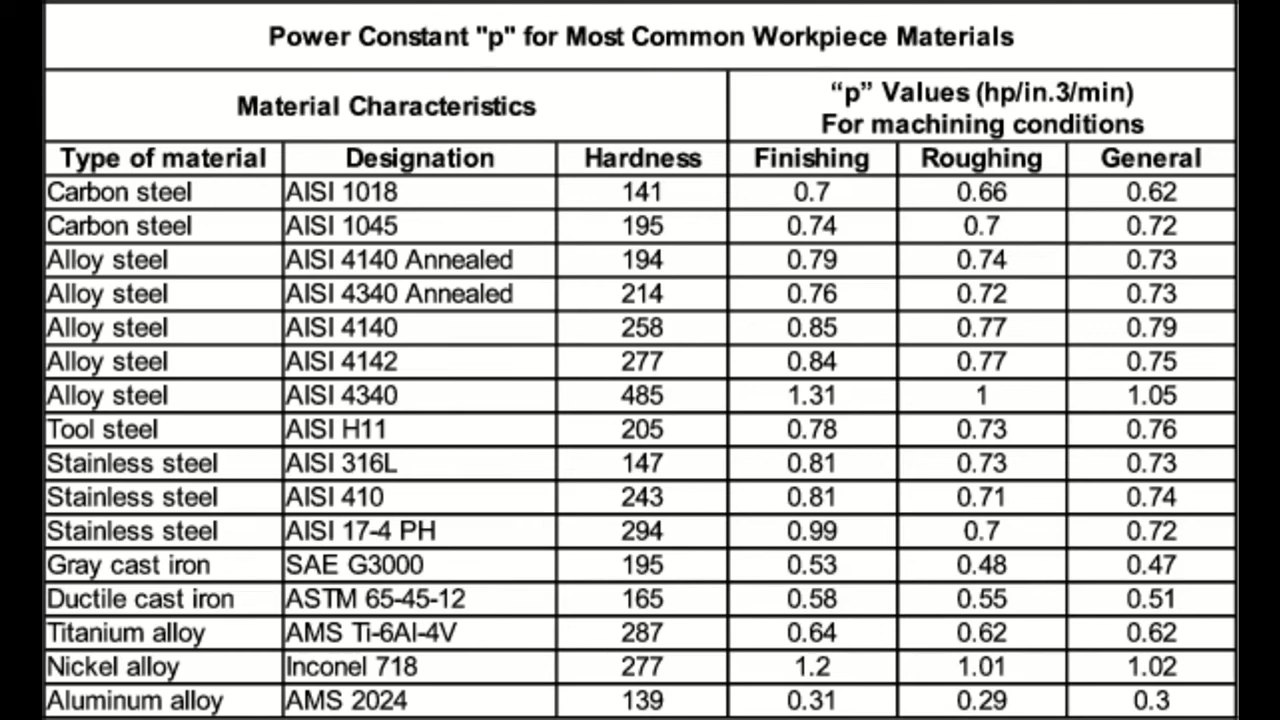 Power Constant "p" for Most Common Workpiece Materials
Material Characteristics
“p” Values (hp/in.3/min)
For machining conditions
Type of material Designation Hardness Finishing Roughing General
Carbon steel AISI 1018 141 0.7 0.66 0.62
Carbon steel AISI 1045 195 0.74 0.7 0.72
Alloy steel AISI 4140 Annealed 194 0.79 0.74 0.73
Alloy steel AISI 4340 Annealed 214 0.76 0.72 0.73
Alloy steel AISI 4140 258 0.85 0.77 0.79
Alloy steel AISI 4142 277 0.84 0.77 0.75
Alloy steel AISI 4340 485 1.31 1 1.05
Tool steel AISI H11 205 0.78 0.73 0.76
Stainless steel AISI 316L 147 0.81 0.73 0.73
Stainless steel AISI 410 243 0.81 0.71 0.74
Stainless steel AISI 17-4 PH 294 0.99 0.7 0.72
Gray cast iron SAE G3000 195 0.53 0.48 0.47
Ductile cast iron ASTM 65-45-12 165 0.58 0.55 0.51
Titanium alloy AMS Ti-6Al-4V 287 0.64 0.62 0.62
Nickel alloy Inconel 718 277 1.2 1.01 1.02
Aluminum alloy AMS 2024 139 0.31 0.29 0.3